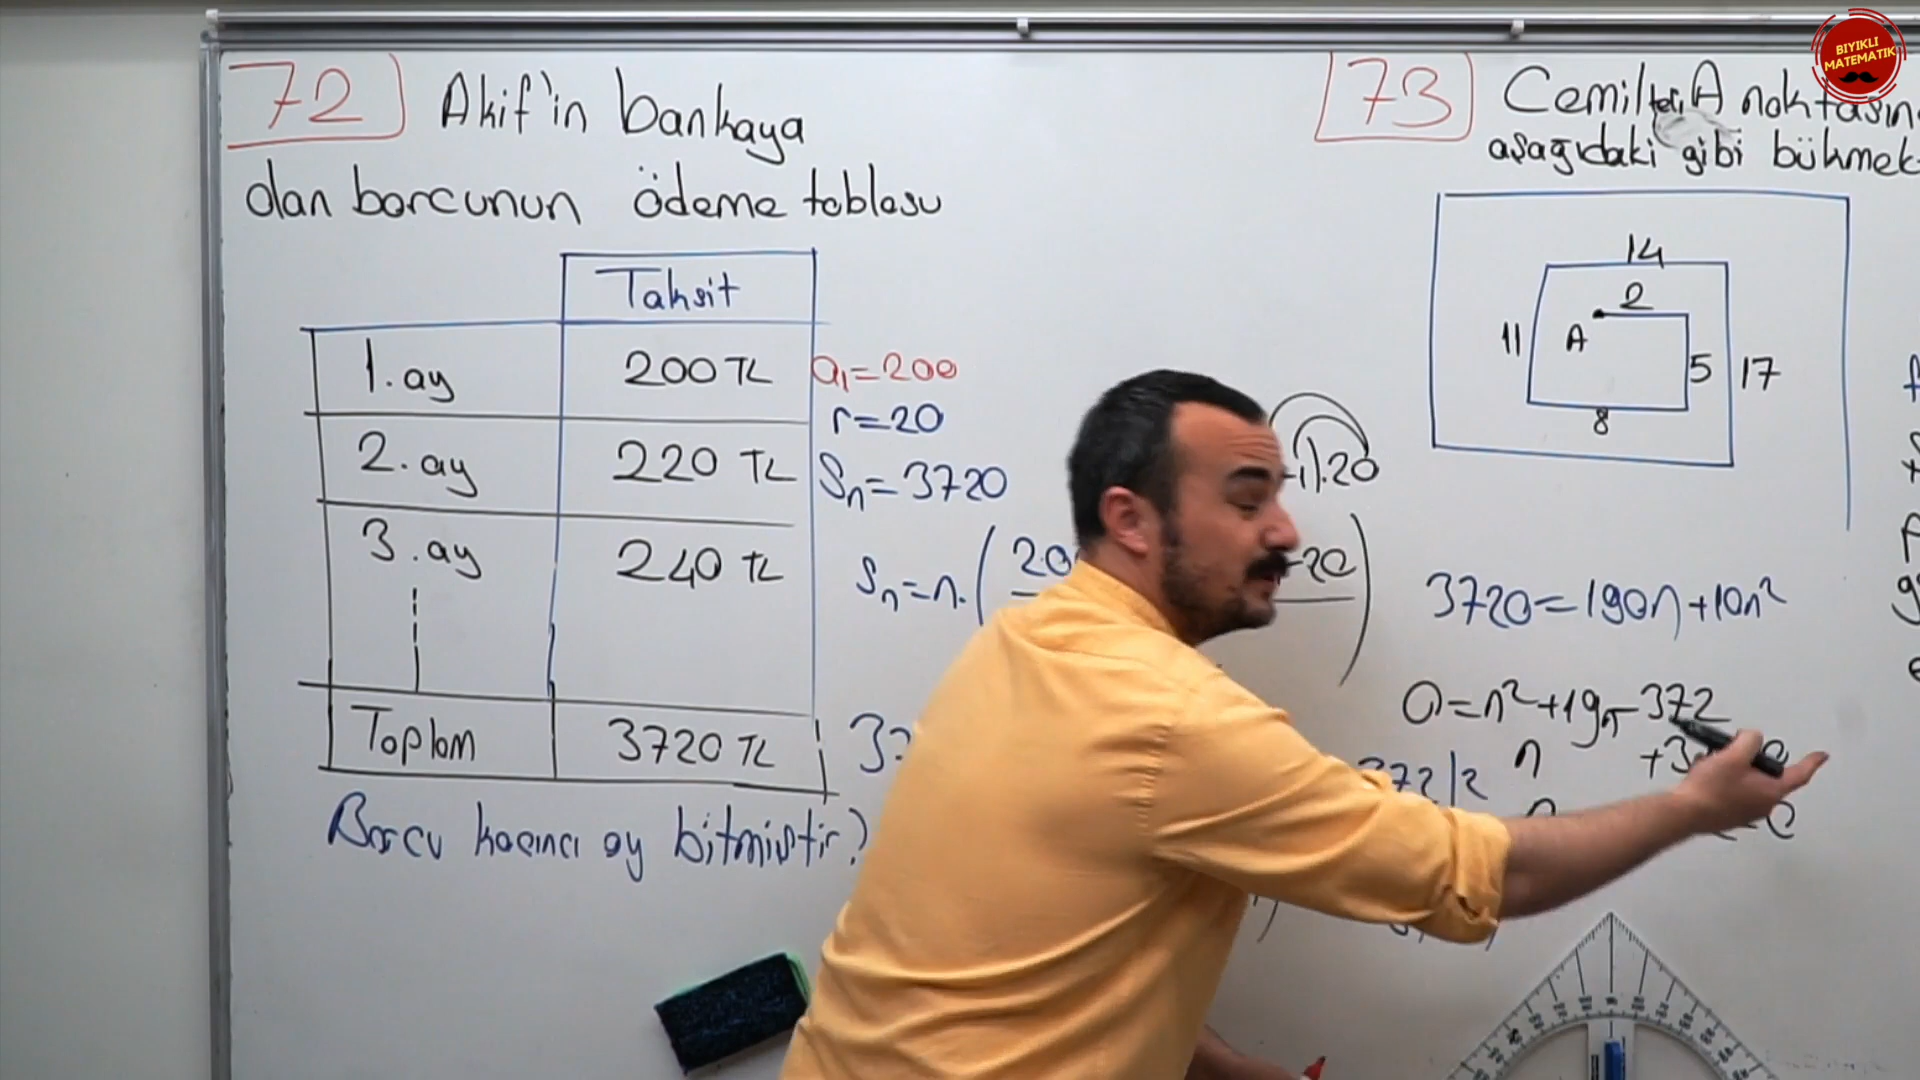 BIYIKLI
MATEMATİK
72 Akif'in bankaya
olan borcunun ödeme tablosu
Taksit
1. ay 200 TL a₁=200
r=20
2. ay 220 TL Sₙ=3720
3. ay 240 TL
Sₙ=n.(
Toplam 3720 TL
Borcu kaçıncı ay bitmiştir?
-1).20
3720=190n+10n²
0=n²+19n-372
372/2
n
73 Cemil
A noktasın
aşağıdaki gibi bükmek
14
2
A
11
5
17
8